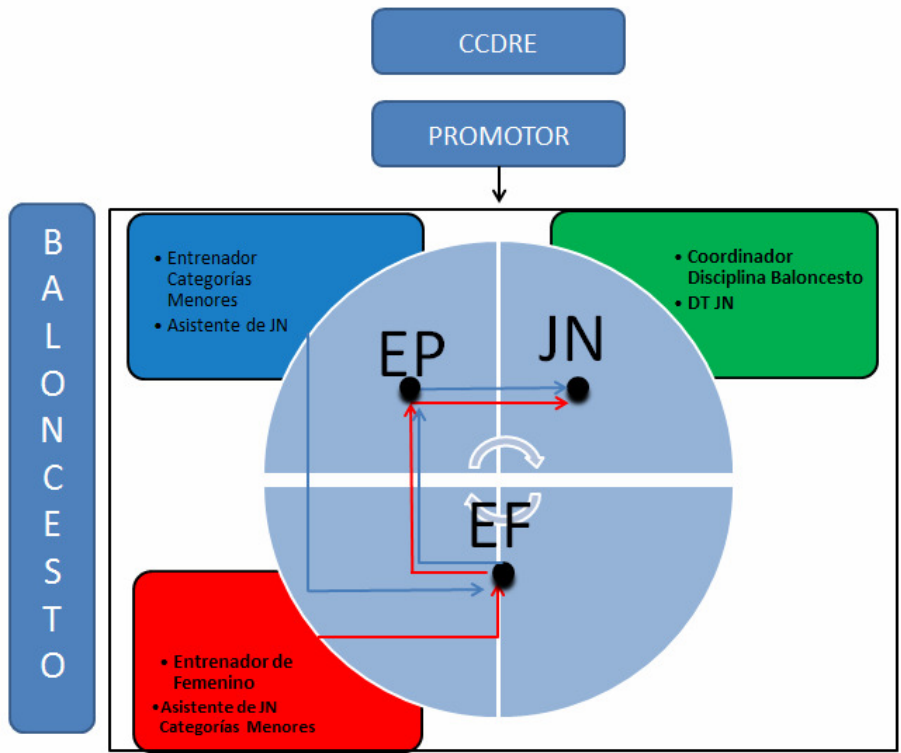 CCDRE
PROMOTOR
BALONCESTO
• Entrenador
Categorías
Menores
• Asistente de JN
• Coordinador
Disciplina Baloncesto
• DT JN
EP
JN
EF
• Entrenador de
Femenino
•Asistente de JN
Categorías Menores